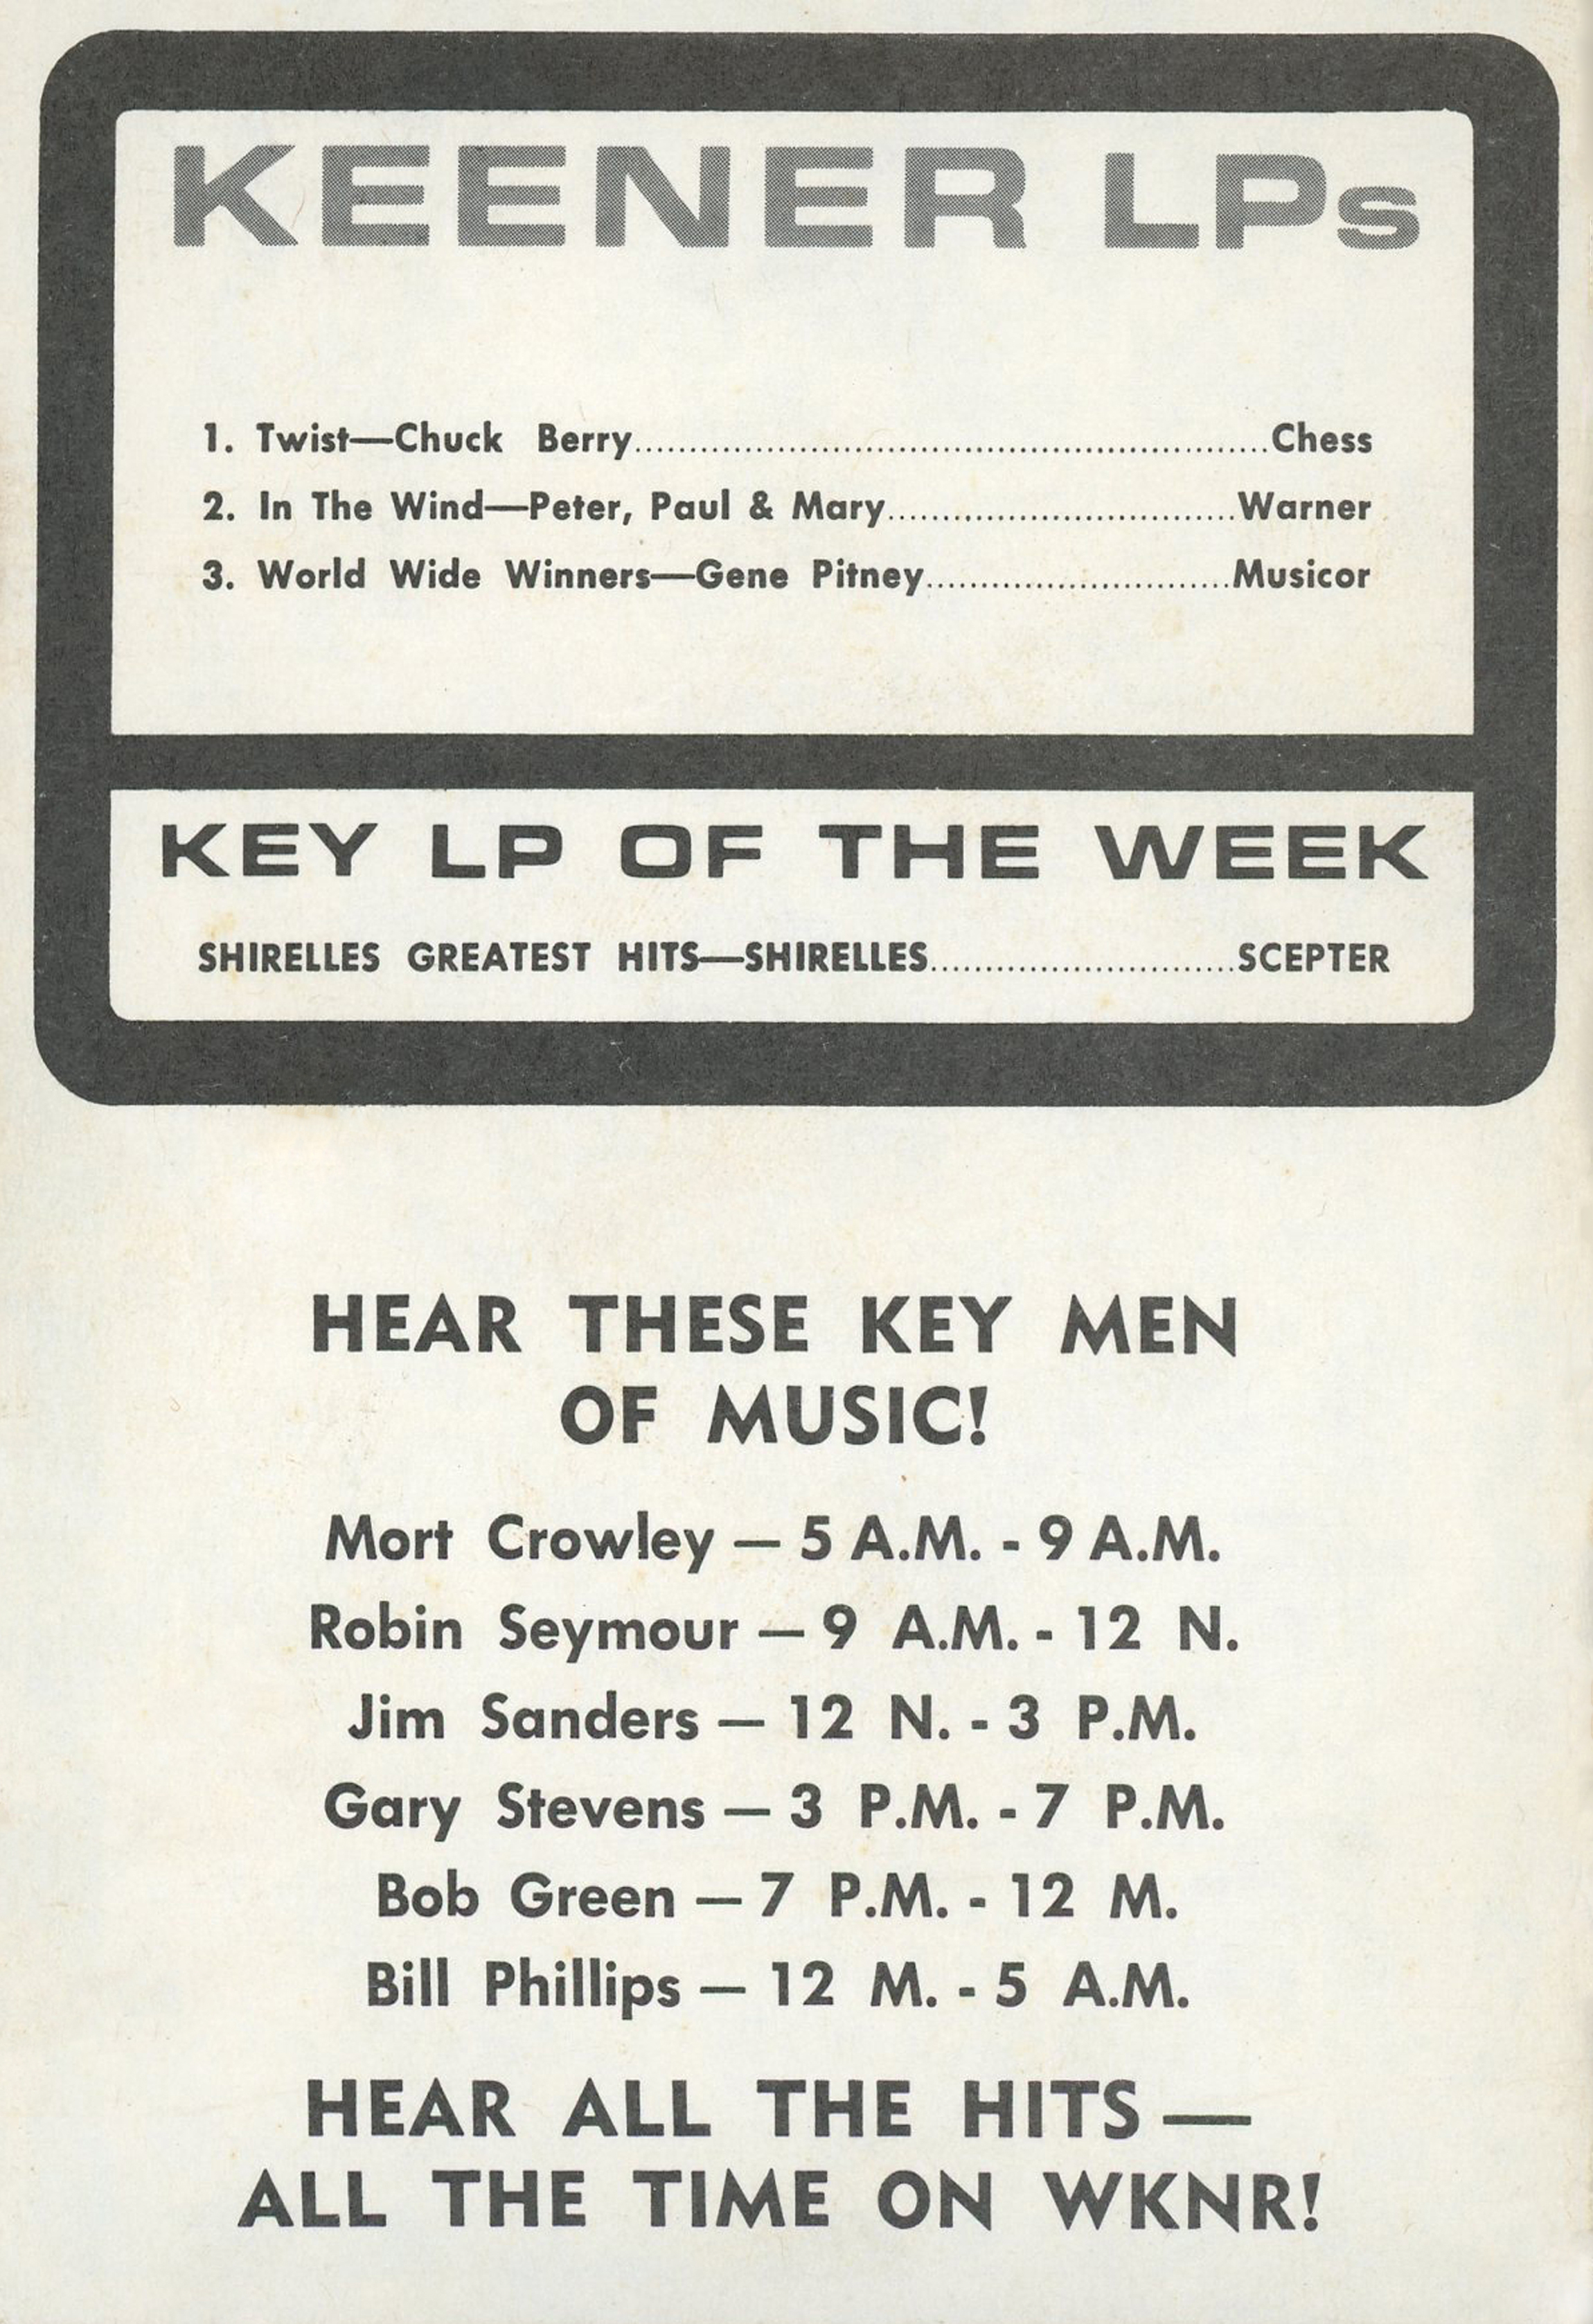 KEENER LPs
1. Twist—Chuck Berry............................................................Chess
2. In The Wind—Peter, Paul & Mary.................................Warner
3. World Wide Winners—Gene Pitney.............................Musicor
KEY LP OF THE WEEK
SHIRELLES GREATEST HITS—SHIRELLES.............................SCEPTER
HEAR THESE KEY MEN
OF MUSIC!
Mort Crowley — 5 A.M. - 9 A.M.
Robin Seymour — 9 A.M. - 12 N.
Jim Sanders — 12 N. - 3 P.M.
Gary Stevens — 3 P.M. - 7 P.M.
Bob Green — 7 P.M. - 12 M.
Bill Phillips — 12 M. - 5 A.M.
HEAR ALL THE HITS —
ALL THE TIME ON WKNR!